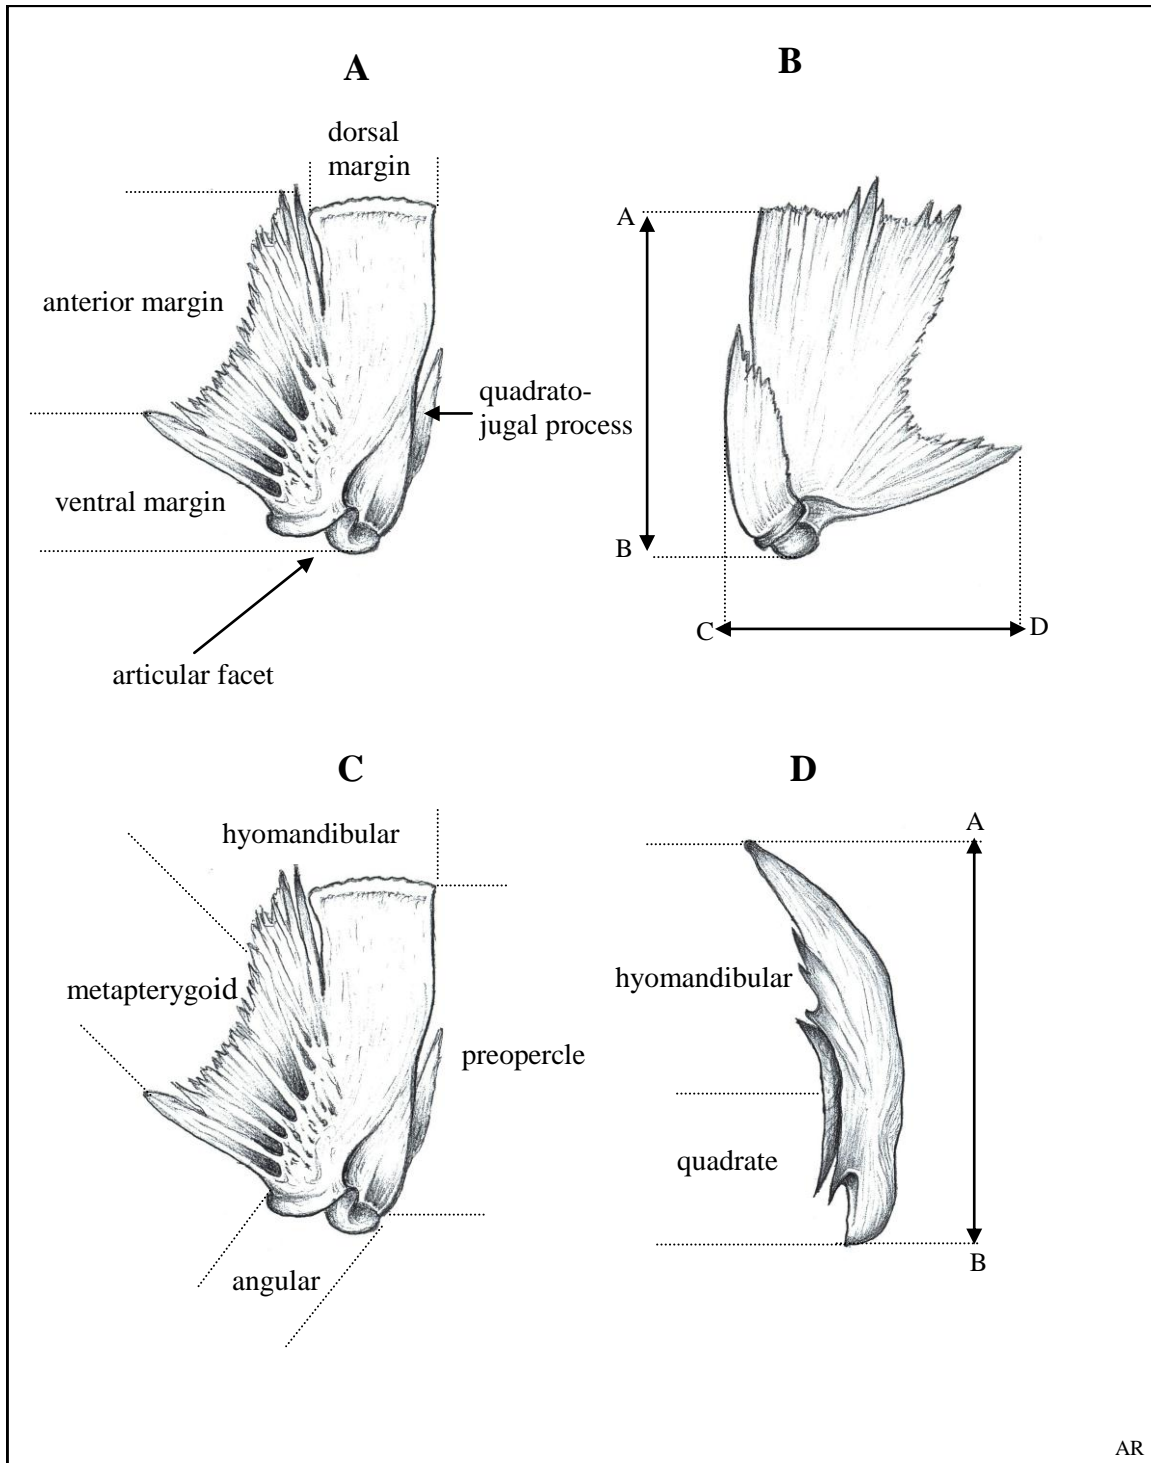 A
B
dorsal
margin
A
anterior margin
quadrato-
jugal process
ventral margin
B
C
D
articular facet
C
D
A
hyomandibular
hyomandibular
metapterygoid
preopercle
quadrate
angular
B
AR